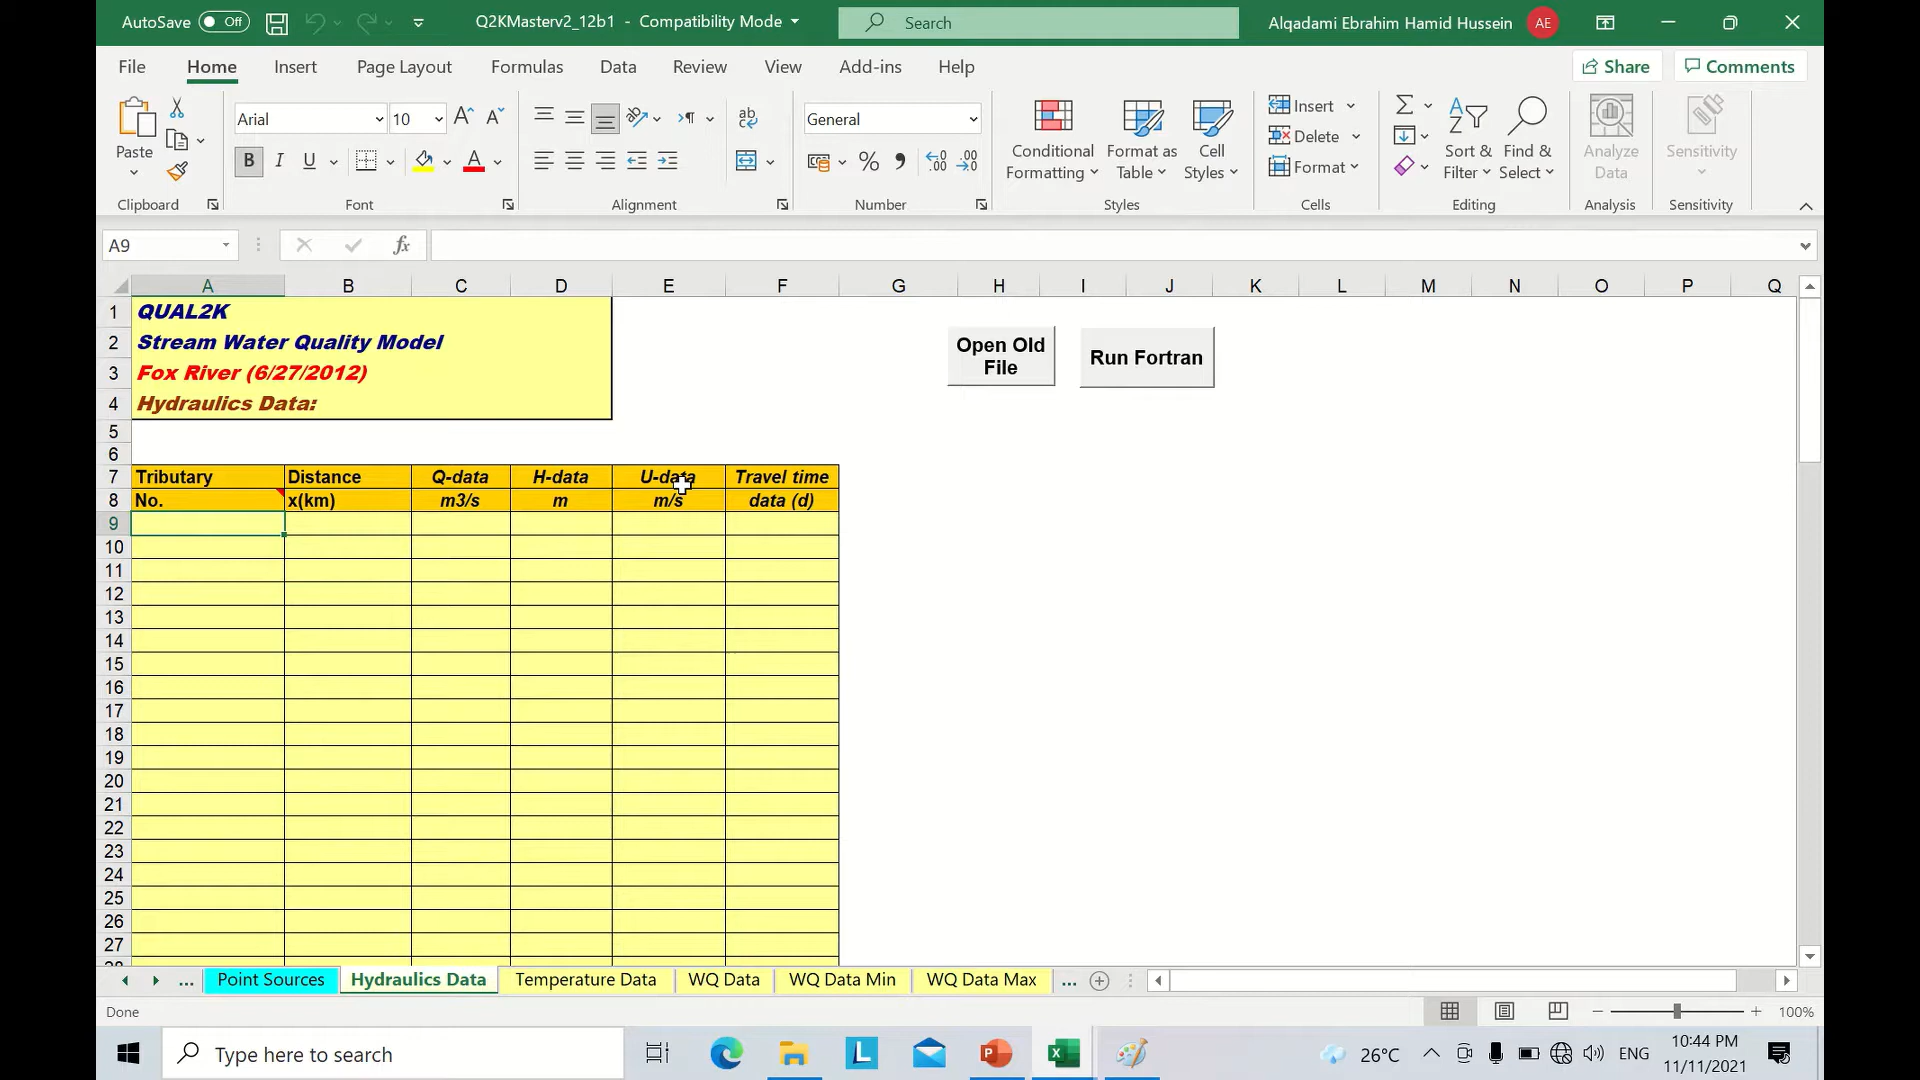 AutoSave Off Q2KMasterv2_12b1 - Compatibility Mode Search Alqadami Ebrahim Hamid Hussein AE
File Home Insert Page Layout Formulas Data Review View Add-ins Help Share Comments
Paste
Clipboard
Arial 10
B I U A
Font
ab
Alignment
General
% 9
Number
Conditional Formatting
Format as Table
Cell Styles
Styles
Insert
Delete
Format
Cells
Sort & Filter
Find & Select
Editing
Analyze Data
Analysis
Sensitivity
Sensitivity
A9 fx
A B C D E F G H I J K L M N O P Q
1 QUAL2K
2 Stream Water Quality Model
3 Fox River (6/27/2012)
4 Hydraulics Data:
Open Old File
Run Fortran
5
6
7 Tributary Distance Q-data H-data U-data Travel time
8 No. x(km) m3/s m m/s data (d)
9
10
11
12
13
14
15
16
17
18
19
20
21
22
23
24
25
26
27
... Point Sources Hydraulics Data Temperature Data WQ Data WQ Data Min WQ Data Max ...
Done 100%
Type here to search 26°C ENG 10:44 PM
11/11/2021